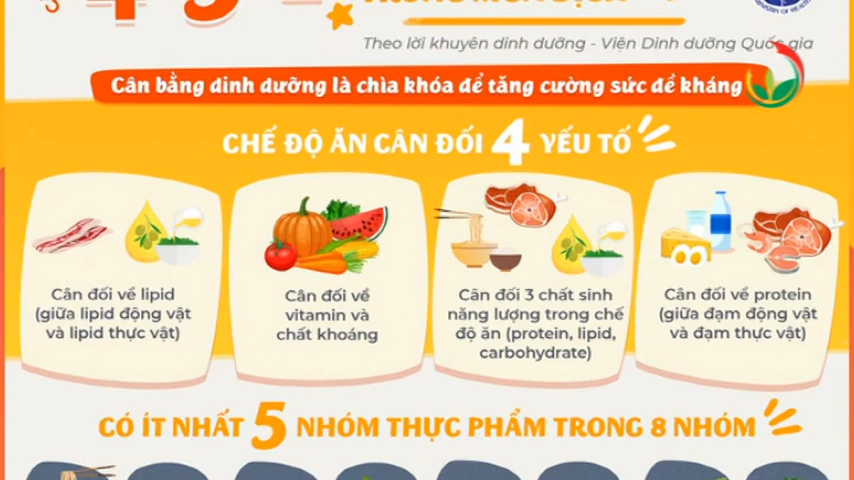 Theo lời khuyên dinh dưỡng - Viện Dinh dưỡng Quốc gia
Cân bằng dinh dưỡng là chìa khóa để tăng cường sức đề kháng
CHẾ ĐỘ ĂN CÂN ĐỐI 4 YẾU TỐ
Cân đối về lipid
(giữa lipid động vật
và lipid thực vật)
Cân đối về
vitamin và
chất khoáng
Cân đối 3 chất sinh
năng lượng trong chế
độ ăn (protein, lipid,
carbohydrate)
Cân đối về protein
(giữa đạm động vật
và đạm thực vật)
CÓ ÍT NHẤT 5 NHÓM THỰC PHẨM TRONG 8 NHÓM